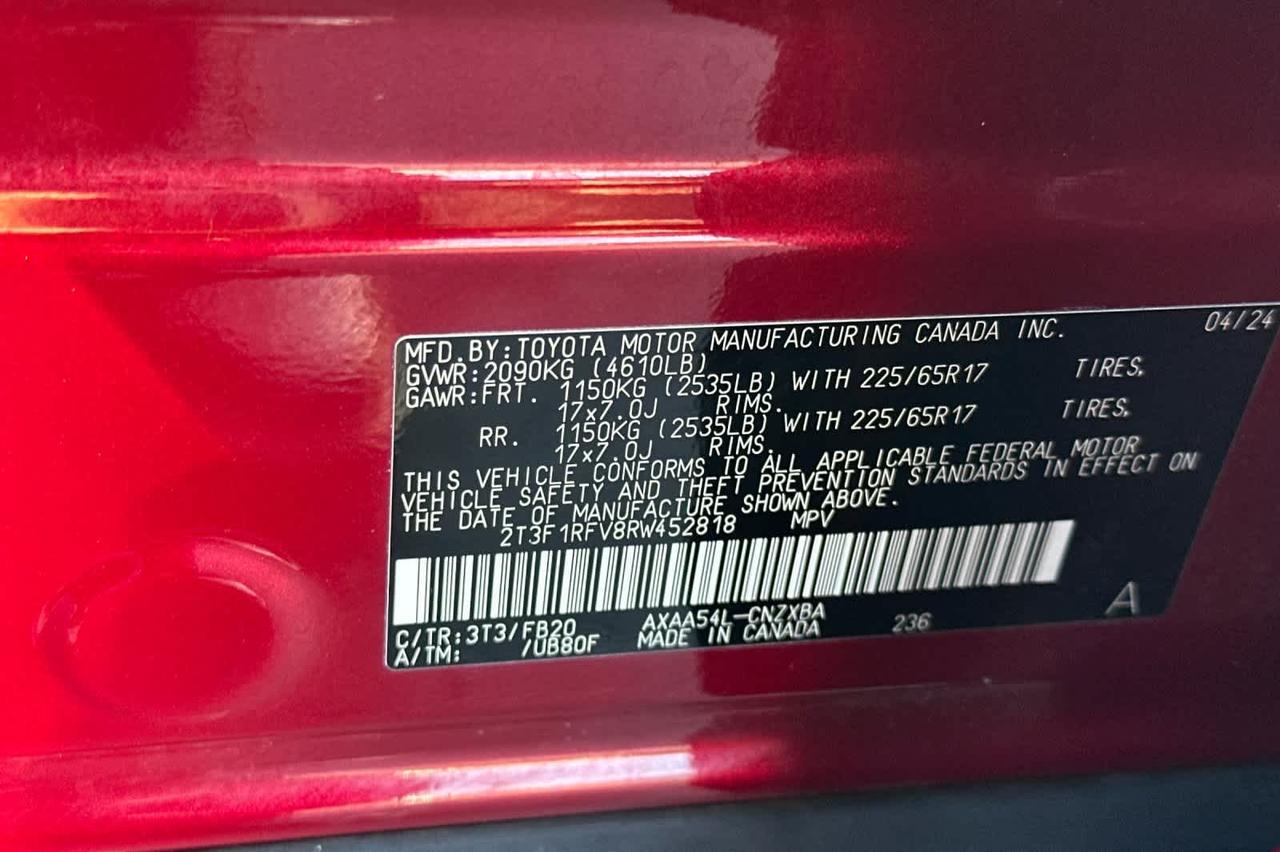 MFD.BY:TOYOTA MOTOR MANUFACTURING CANADA INC. 04/24
GVWR:2090KG (4610LB)
GAWR:FRT. 1150KG (2535LB) WITH 225/65R17 TIRES,
17x7.0J RIMS.
RR. 1150KG (2535LB) WITH 225/65R17 TIRES,
17x7.0J RIMS.
THIS VEHICLE CONFORMS TO ALL APPLICABLE FEDERAL MOTOR
VEHICLE SAFETY AND THEFT PREVENTION STANDARDS IN EFFECT ON
THE DATE OF MANUFACTURE SHOWN ABOVE.
2T3F1RFV8RW452818 MPV
C/TR:3T3/FB20 AXAA54L-CNZXBA 236 A
A/TM: /UB80F MADE IN CANADA